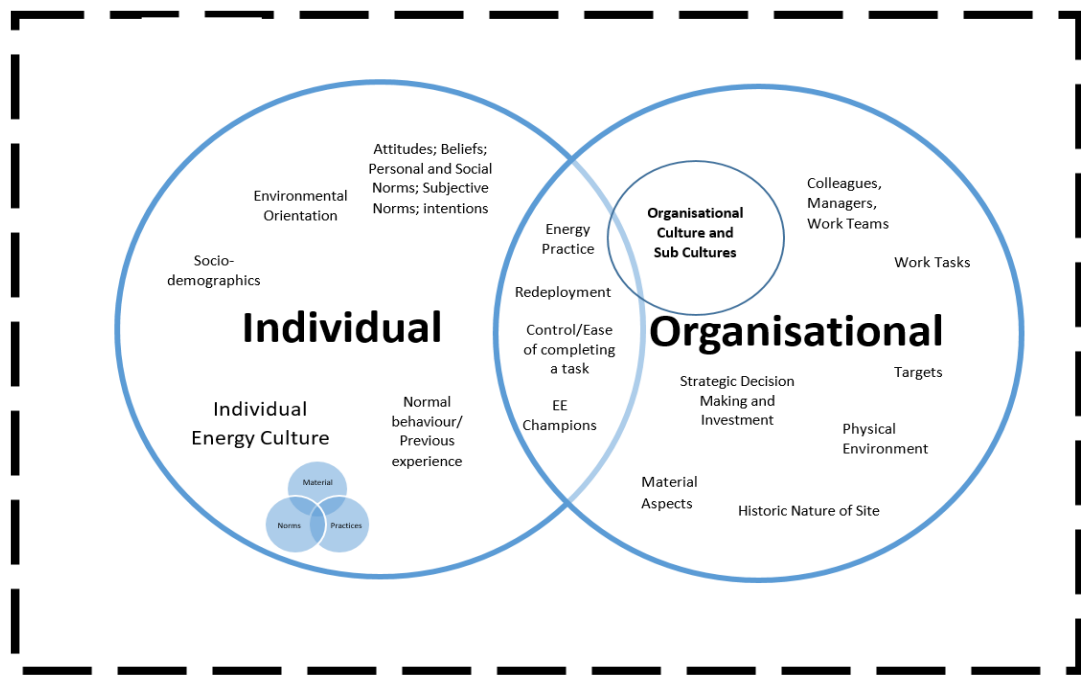 Attitudes; Beliefs;
Personal and Social
Norms; Subjective
Norms; intentions
Environmental
Orientation
Socio-
demographics
Individual
Individual
Energy Culture
Normal
behaviour/
Previous
experience
Material
Norms
Practices
Energy
Practice
Redeployment
Control/Ease
of completing
a task
EE
Champions
Organisational
Culture and
Sub Cultures
Colleagues,
Managers,
Work Teams
Work Tasks
Organisational
Targets
Strategic Decision
Making and
Investment
Physical
Environment
Material
Aspects
Historic Nature of Site